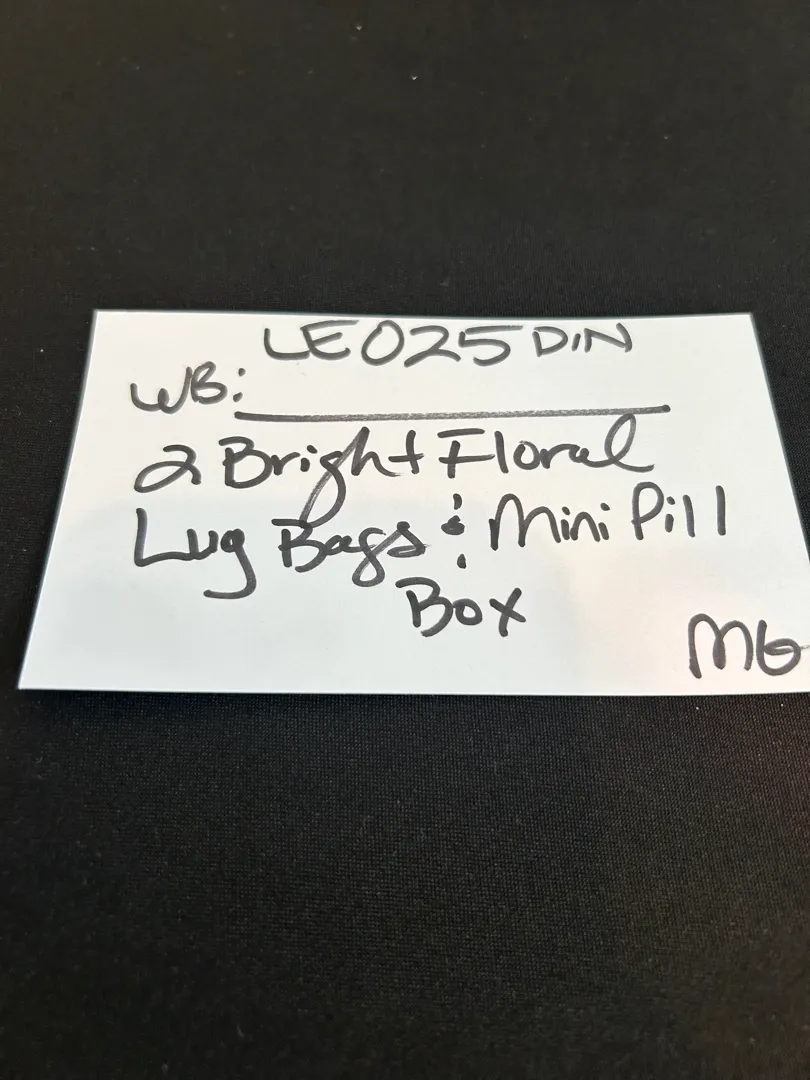 LE025DIN
WB:
2 Bright Floral
Lug Bags & Mini Pill
Box
MG